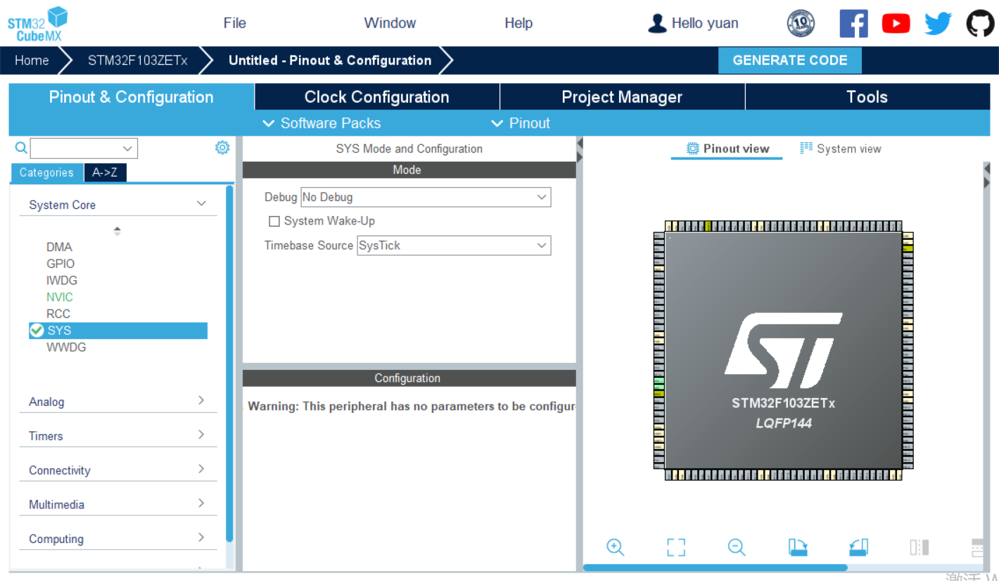 STM32
CubeMX
File
Window
Help
Hello yuan
10
YEARS
Home
STM32F103ZETx
Untitled - Pinout & Configuration
GENERATE CODE
Pinout & Configuration
Clock Configuration
Project Manager
Tools
Software Packs
Pinout
Categories
A->Z
System Core
DMA
GPIO
IWDG
NVIC
RCC
SYS
WWDG
Analog
Timers
Connectivity
Multimedia
Computing
SYS Mode and Configuration
Mode
Debug No Debug
System Wake-Up
Timebase Source SysTick
Configuration
Warning: This peripheral has no parameters to be configur
Pinout view
System view
ST
STM32F103ZETx
LQFP144
激活 W